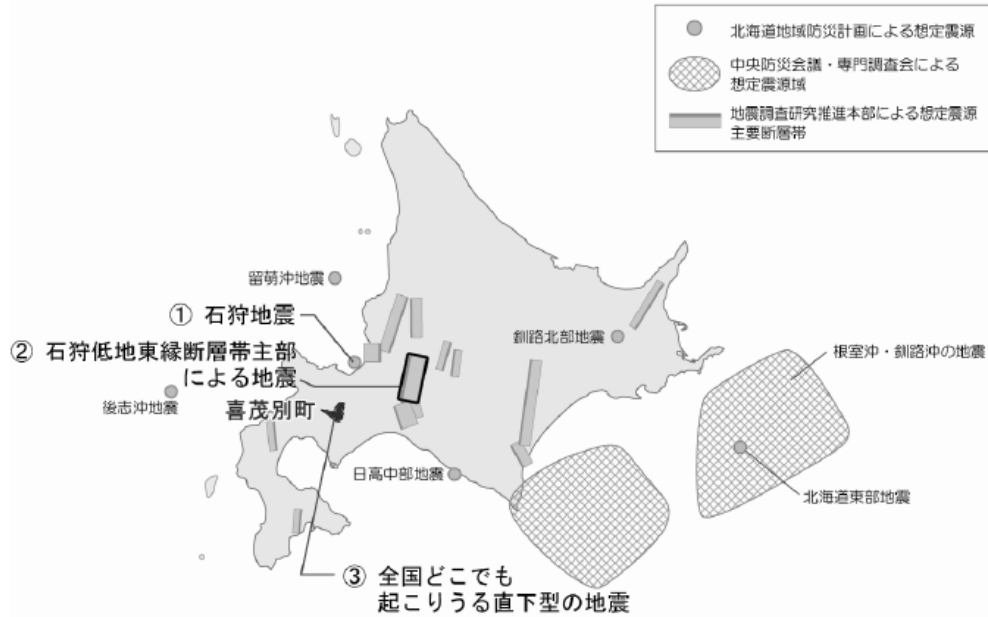 北海道地域防災計画による想定震源
中央防災会議・専門調査会による
想定震源域
地震調査研究推進本部による想定震源
主要断層帯
留萌沖地震
① 石狩地震
② 石狩低地東縁断層帯主部
による地震
釧路北部地震
根室沖・釧路沖の地震
後志沖地震
喜茂別町
日高中部地震
北海道東部地震
③ 全国どこでも
起こりうる直下型の地震